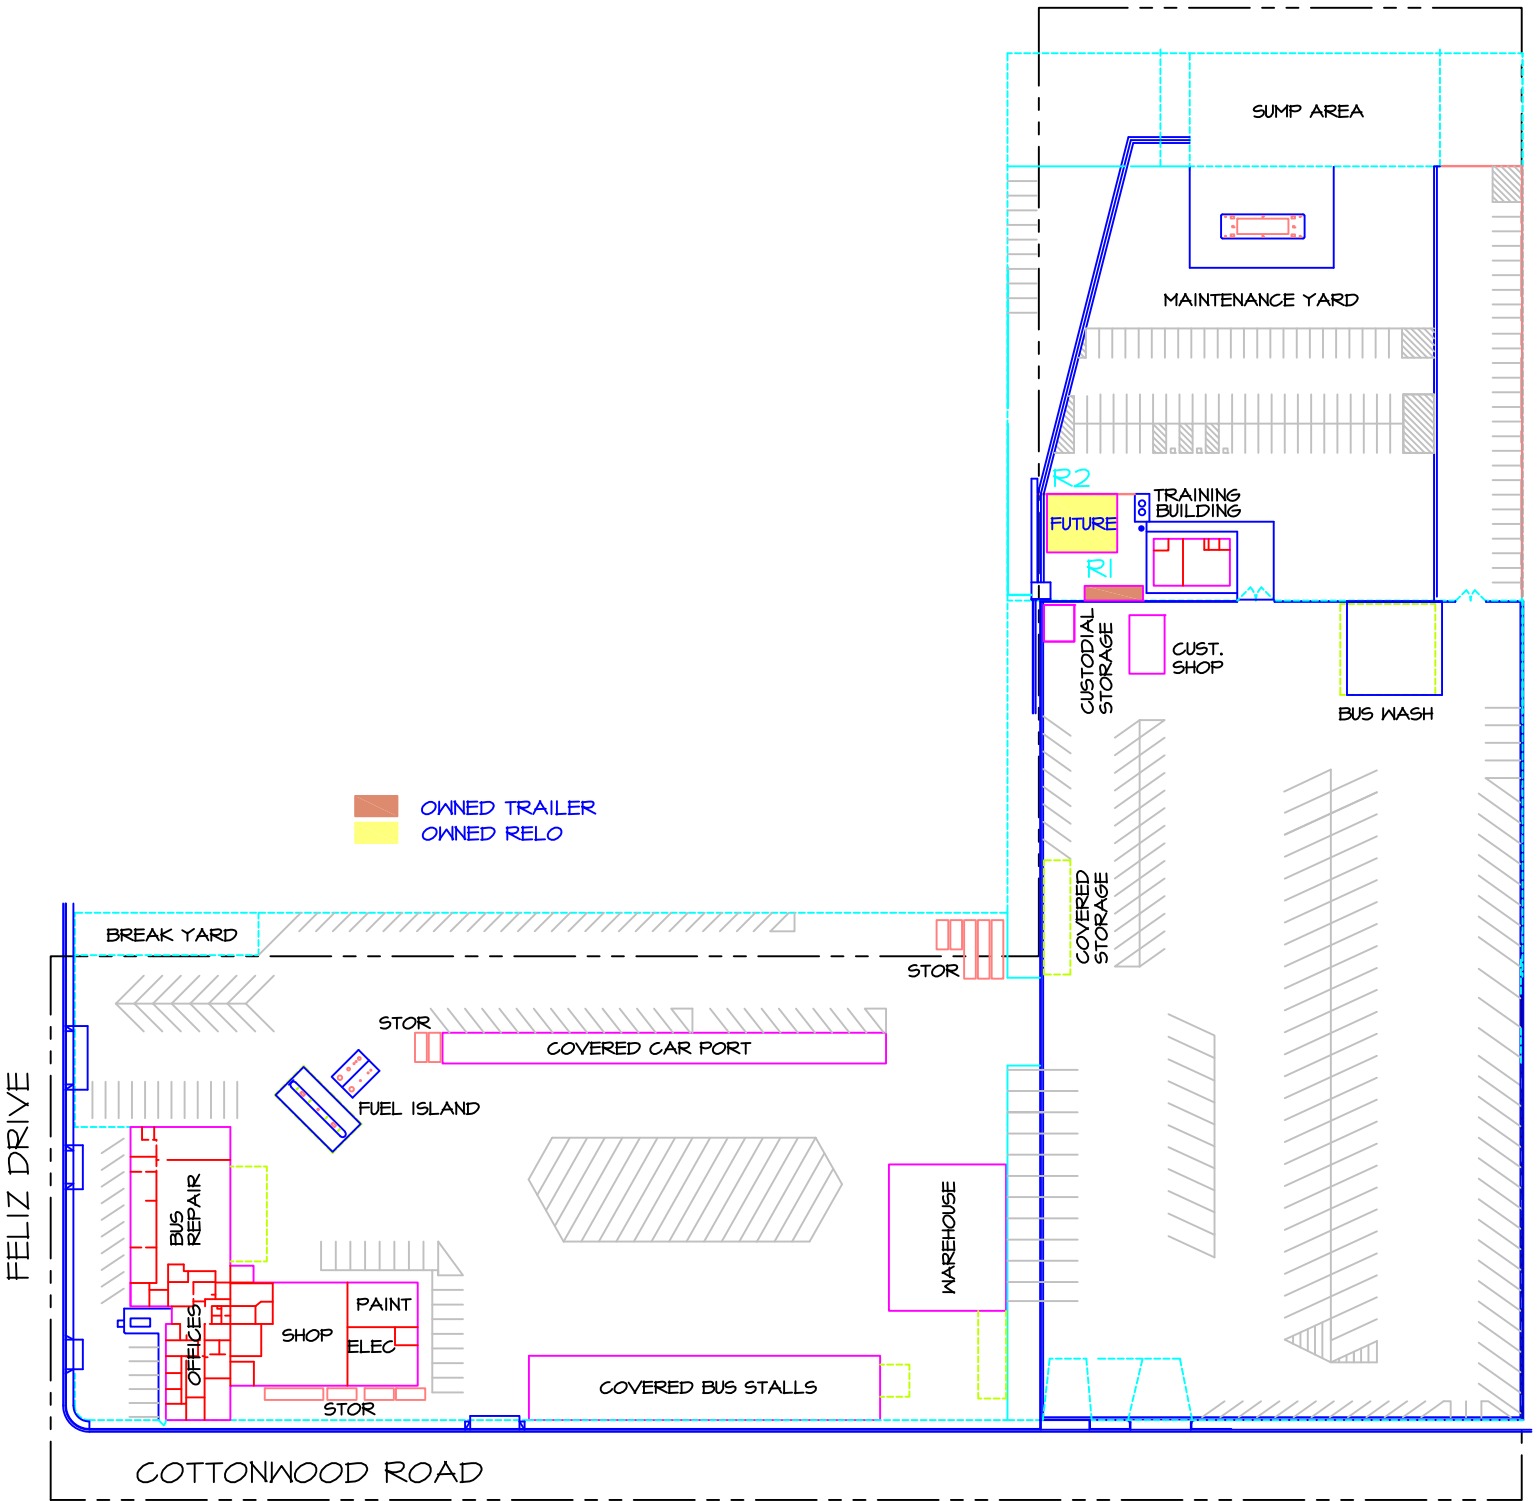 SUMP AREA
MAINTENANCE YARD
R2
FUTURE
TRAINING
BUILDING
R1
CUSTODIAL
STORAGE
CUST.
SHOP
BUS WASH
OWNED TRAILER
OWNED RELO
COVERED
STORAGE
BREAK YARD
STOR
STOR
COVERED CAR PORT
FUEL ISLAND
FELIZ DRIVE
BUS
REPAIR
WAREHOUSE
OFFICES
PAINT
SHOP
ELEC
COVERED BUS STALLS
STOR
COTTONWOOD ROAD